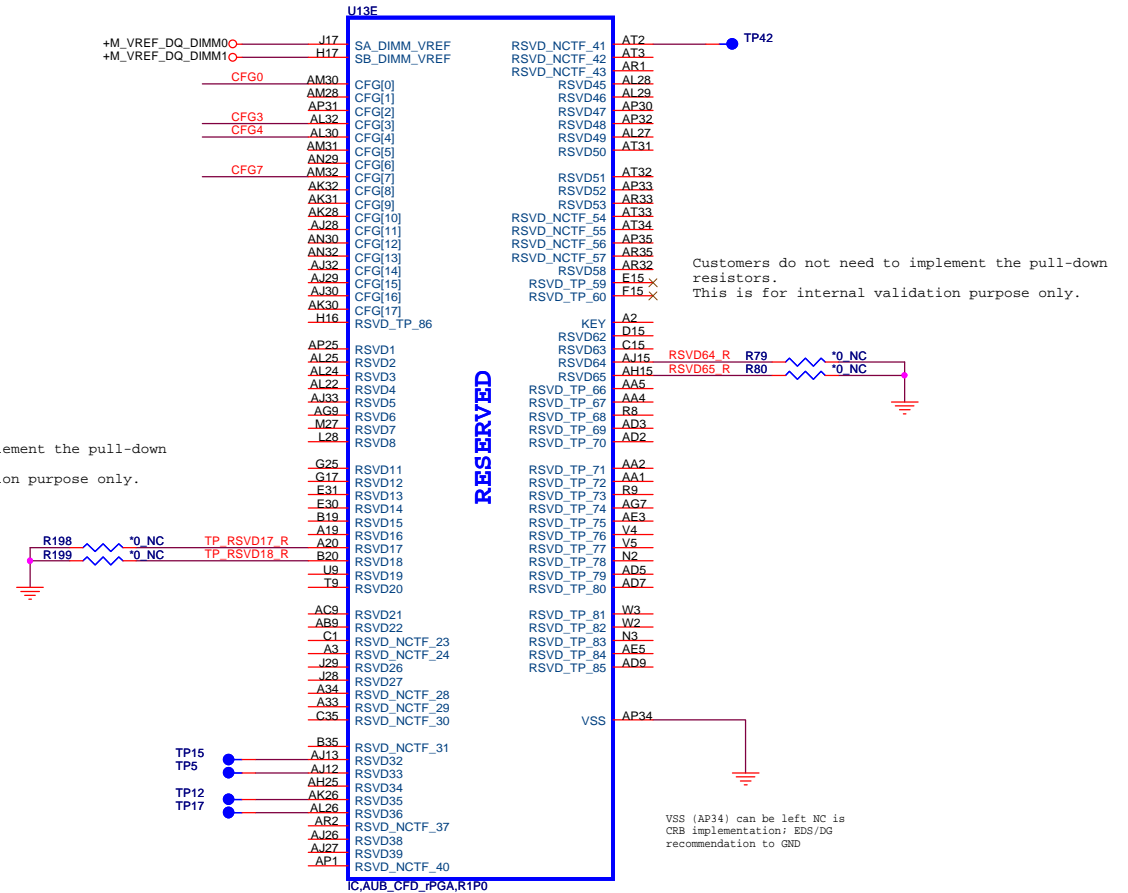 U13E
+M_VREF_DQ_DIMM0 J17 SA_DIMM_VREF
+M_VREF_DQ_DIMM1 H17 SB_DIMM_VREF
CFG0 AM30 CFG[0]
AM28 CFG[1]
AP31 CFG[2]
CFG3 AL32 CFG[3]
CFG4 AL30 CFG[4]
AM31 CFG[5]
AN29 CFG[6]
CFG7 AM32 CFG[7]
AK32 CFG[8]
AK31 CFG[9]
AK28 CFG[10]
AJ28 CFG[11]
AN30 CFG[12]
AN32 CFG[13]
AJ32 CFG[14]
AJ29 CFG[15]
AJ30 CFG[16]
AK30 CFG[17]
H16 RSVD_TP_86
AP25 RSVD1
AL25 RSVD2
AL24 RSVD3
AL22 RSVD4
AJ33 RSVD5
AG9 RSVD6
M27 RSVD7
L28 RSVD8
lement the pull-down
ion purpose only.
G25 RSVD11
G17 RSVD12
E31 RSVD13
E30 RSVD14
B19 RSVD15
A19 RSVD16
R198 *0_NC TP_RSVD17_R A20 RSVD17
R199 *0_NC TP_RSVD18_R B20 RSVD18
U9 RSVD19
T9 RSVD20
AC9 RSVD21
AB9 RSVD22
C1 RSVD_NCTF_23
A3 RSVD_NCTF_24
J29 RSVD26
J28 RSVD27
A34 RSVD_NCTF_28
A33 RSVD_NCTF_29
C35 RSVD_NCTF_30
B35 RSVD_NCTF_31
TP15 AJ13 RSVD32
TP5 AJ12 RSVD33
AH25 RSVD34
TP12 AK26 RSVD35
TP17 AL26 RSVD36
AR2 RSVD_NCTF_37
AJ26 RSVD38
AJ27 RSVD39
AP1 RSVD_NCTF_40
RESERVED
RSVD_NCTF_41 AT2 TP42
RSVD_NCTF_42 AT3
RSVD_NCTF_43 AR1
RSVD45 AL28
RSVD46 AL29
RSVD47 AP30
RSVD48 AP32
RSVD49 AL27
RSVD50 AT31
RSVD51 AT32
RSVD52 AP33
RSVD53 AR33
RSVD_NCTF_54 AT33
RSVD_NCTF_55 AT34
RSVD_NCTF_56 AP35
RSVD_NCTF_57 AR35
RSVD58 AR32
RSVD_TP_59 E15
RSVD_TP_60 F15
Customers do not need to implement the pull-down
resistors.
This is for internal validation purpose only.
KEY A2
RSVD62 D15
RSVD63 C15
RSVD64 AJ15 RSVD64_R R79 *0_NC
RSVD65 AH15 RSVD65_R R80 *0_NC
RSVD_TP_66 AA5
RSVD_TP_67 AA4
RSVD_TP_68 R8
RSVD_TP_69 AD3
RSVD_TP_70 AD2
RSVD_TP_71 AA2
RSVD_TP_72 AA1
RSVD_TP_73 R9
RSVD_TP_74 AG7
RSVD_TP_75 AE3
RSVD_TP_76 V4
RSVD_TP_77 V5
RSVD_TP_78 N2
RSVD_TP_79 AD5
RSVD_TP_80 AD7
RSVD_TP_81 W3
RSVD_TP_82 W2
RSVD_TP_83 N3
RSVD_TP_84 AE5
RSVD_TP_85 AD9
VSS AP34
VSS (AP34) can be left NC is
CRB implementation; EDS/DG
recommendation to GND
IC,AUB_CFD_rPGA,R1P0